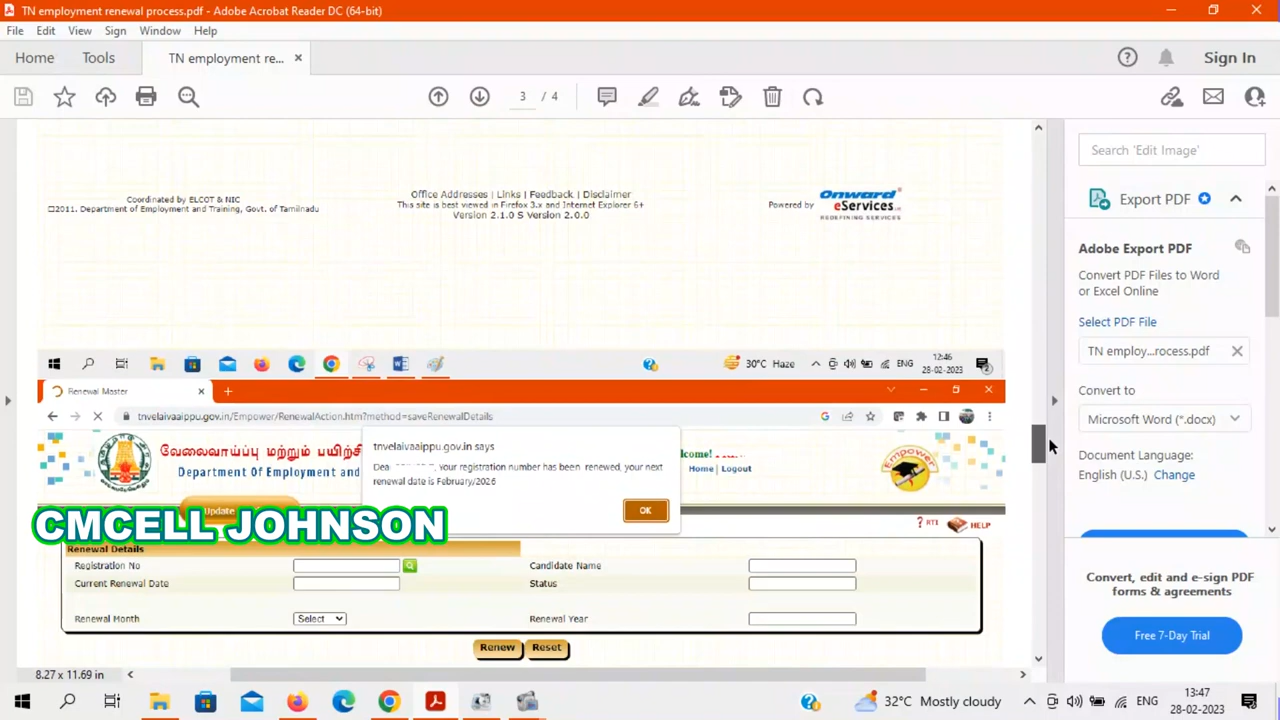 TN employment renewal process.pdf - Adobe Acrobat Reader DC (64-bit)
File Edit View Sign Window Help
Home Tools TN employment re... Sign In
3 / 4
Search 'Edit Image'
Export PDF
Adobe Export PDF
Convert PDF Files to Word
or Excel Online
Select PDF File
TN employ...rocess.pdf
Convert to
Microsoft Word (*.docx)
Document Language:
English (U.S.) Change
Convert, edit and e-sign PDF
forms & agreements
Free 7-Day Trial
Coordinated by ELCOT & NIC
2011. Department of Employment and Training, Govt. of Tamilnadu
Office Addresses | Links | Feedback | Disclaimer
This site is best viewed in Firefox 3.x and Internet Explorer 6+
Version 2.1.0 S Version 2.0.0
Powered by
Onward
eServices
REDEFINING SERVICES
30°C Haze ENG 12:46
28-02-2023
Renewal Master
tnvelaivaaippu.gov.in/Empower/RenewalAction.htm?method=saveRenewalDetails
வேலைவாய்ப்பு மற்றும் பயிற்சி
Department Of Employment and
tnvelaivaaippu.gov.in says
Dea , Your registration number has been renewed, your next
renewal date is February/2026
OK
lcome!
Home | Logout
Empower
Update
RTI HELP
CMCELL JOHNSON
Renewal Details
Registration No Candidate Name
Current Renewal Date Status
Renewal Month Select Renewal Year
Renew Reset
8.27 x 11.69 in
32°C Mostly cloudy ENG 13:47
28-02-2023